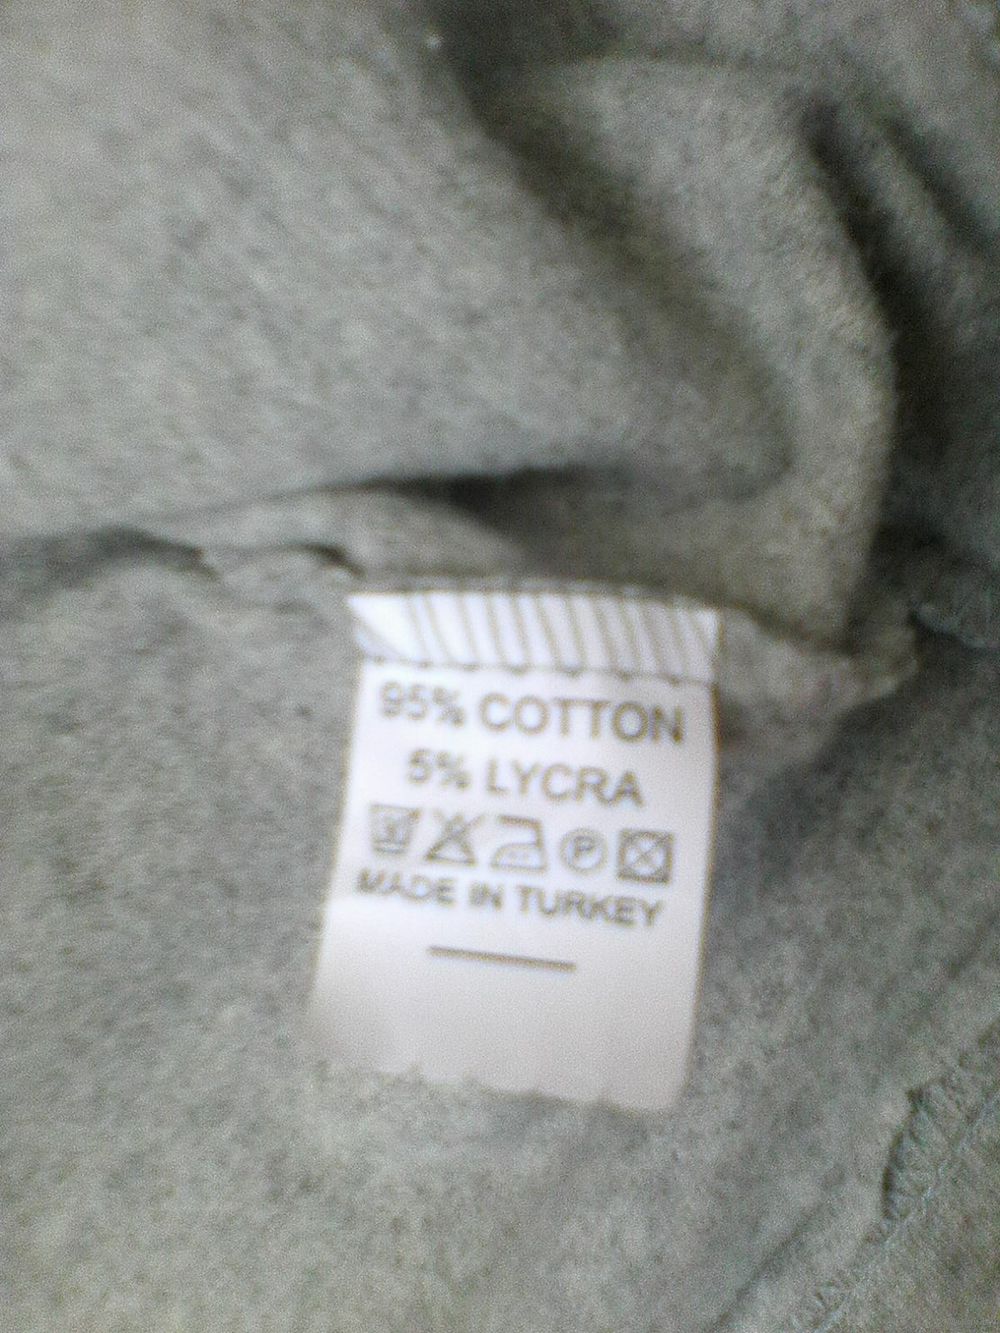 95% COTTON
5% LYCRA
P
MADE IN TURKEY